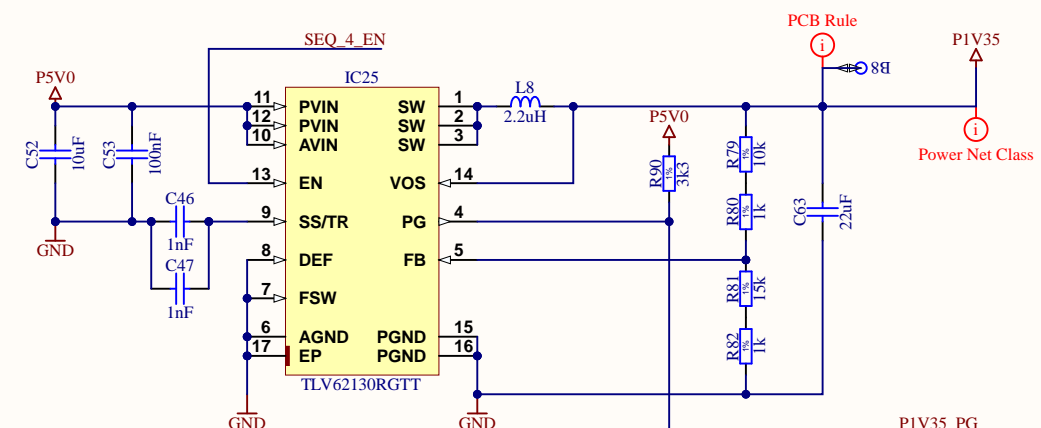 PCB Rule
i
P1V35
SEQ_4_EN
B8
P5V0
IC25
L8
2.2uH
i
Power Net Class
11 PVIN SW 1
12 PVIN SW 2
10 AVIN SW 3
13 EN VOS 14
9 SS/TR PG 4
8 DEF FB 5
7 FSW
6 AGND PGND 15
17 EP PGND 16
TLV62130RGTT
C52 10uF
C53 100nF
C46
1nF
C47
1nF
GND
P5V0
R90 1% 3k3
R79 1% 10k
R80 1% 1k
R81 1% 15k
R82 1% 1k
C63 22uF
GND
GND
P1V35_PG